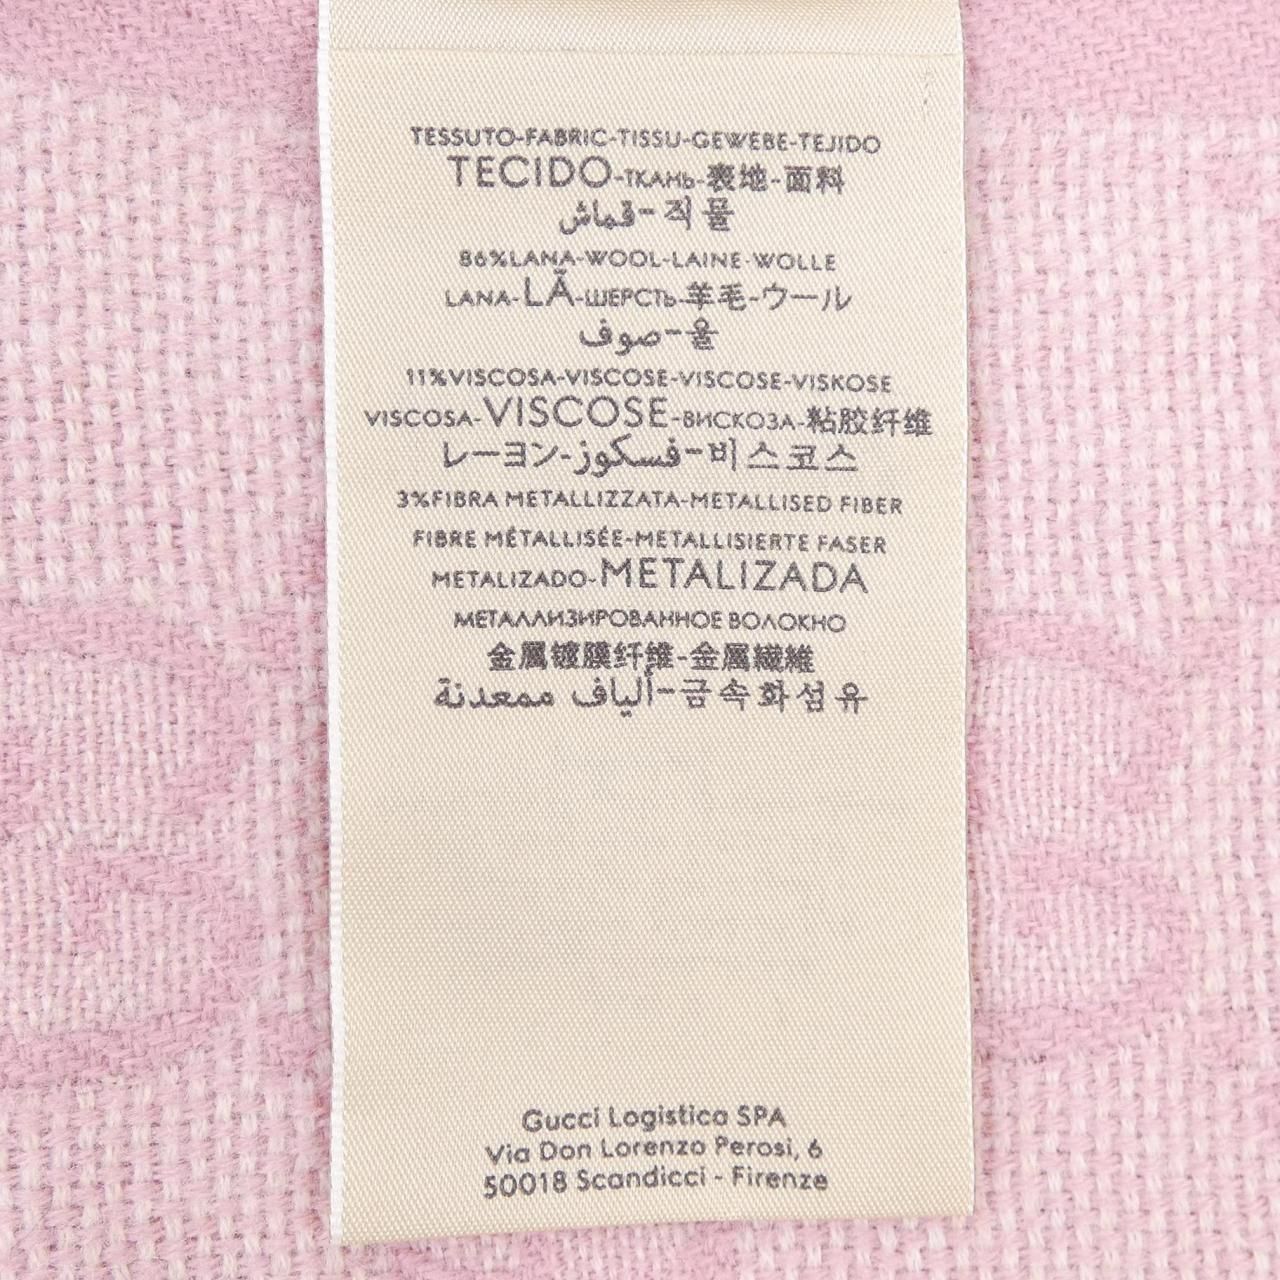 TESSUTO-FABRIC-TISSU-GEWEBE-TEJIDO
TECIDO-ТКАНЬ-表地-面料
قماش-직물
86%LANA-WOOL-LAINE-WOLLE
LANA-LÃ-ШЕРСТЬ-羊毛-ウール
صوف-울
11%VISCOSA-VISCOSE-VISCOSE-VISKOSE
VISCOSA-VISCOSE-ВИСКОЗА-粘胶纤维
レーヨン-فسكوز-비스코스
3%FIBRA METALLIZZATA-METALLISED FIBER
FIBRE MÉTALLISÉE-METALLISIERTE FASER
METALIZADO-METALIZADA
МЕТАЛЛИЗИРОВАННОЕ ВОЛОКНО
金属镀膜纤维-金属繊維
ألياف ممعدنة-금속화섬유
Gucci Logistica SPA
Via Don Lorenzo Perosi, 6
50018 Scandicci - Firenze